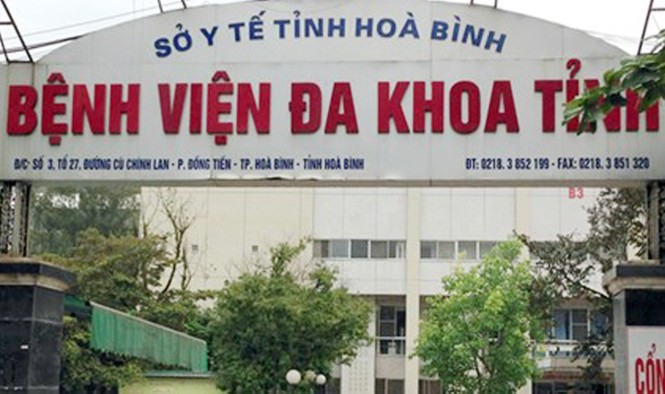 SỞ Y TẾ TỈNH HOÀ BÌNH
BỆNH VIỆN ĐA KHOA TỈNH
Đ/C: SỐ 3, TỔ 27, ĐƯỜNG CÙ CHÍNH LAN - P. ĐỒNG TIẾN - TP. HOÀ BÌNH - TỈNH HOÀ BÌNH
ĐT: 0218. 3 852 199 - FAX: 0218. 3 851 320
B3
CỔN